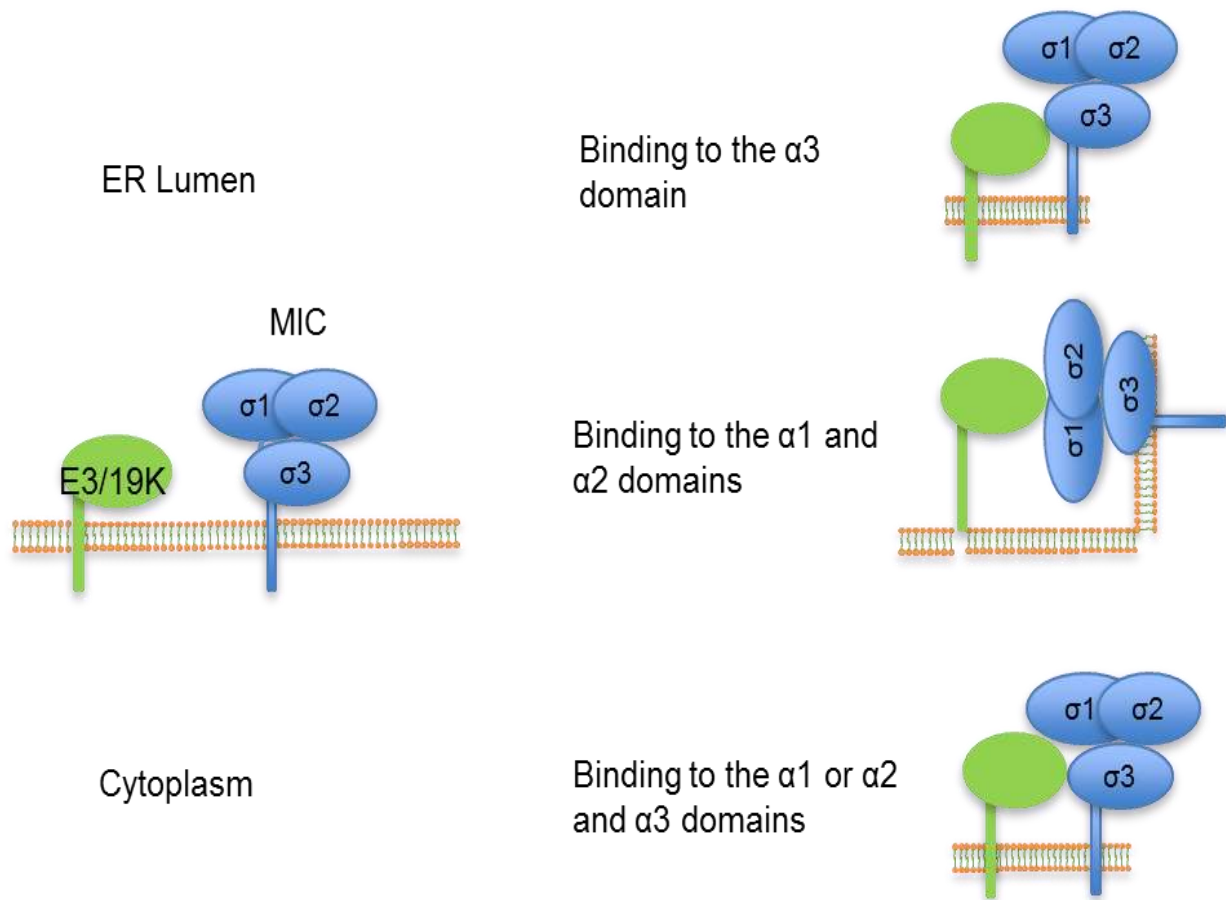 ER Lumen
MIC
E3/19K
σ1
σ2
σ3
Cytoplasm
Binding to the α3
domain
σ1
σ2
σ3
Binding to the α1 and
α2 domains
σ2
σ1
σ3
Binding to the α1 or α2
and α3 domains
σ1
σ2
σ3